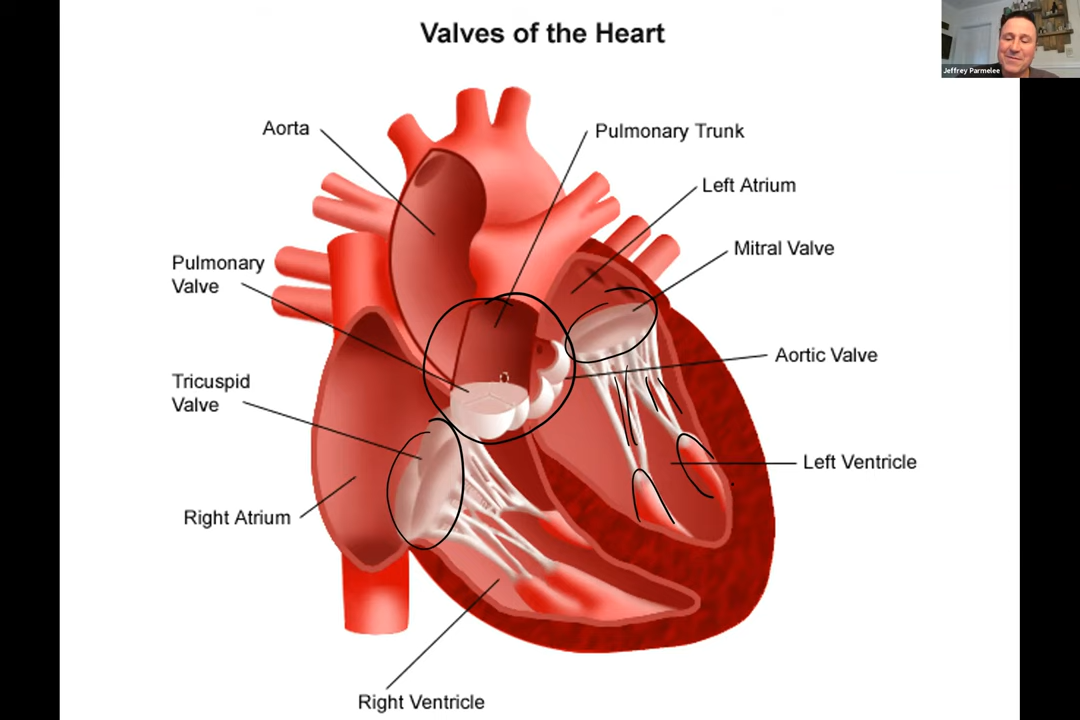 Valves of the Heart
Jeffrey Parmelee
Aorta
Pulmonary Trunk
Left Atrium
Mitral Valve
Pulmonary
Valve
Aortic Valve
Tricuspid
Valve
Left Ventricle
Right Atrium
Right Ventricle